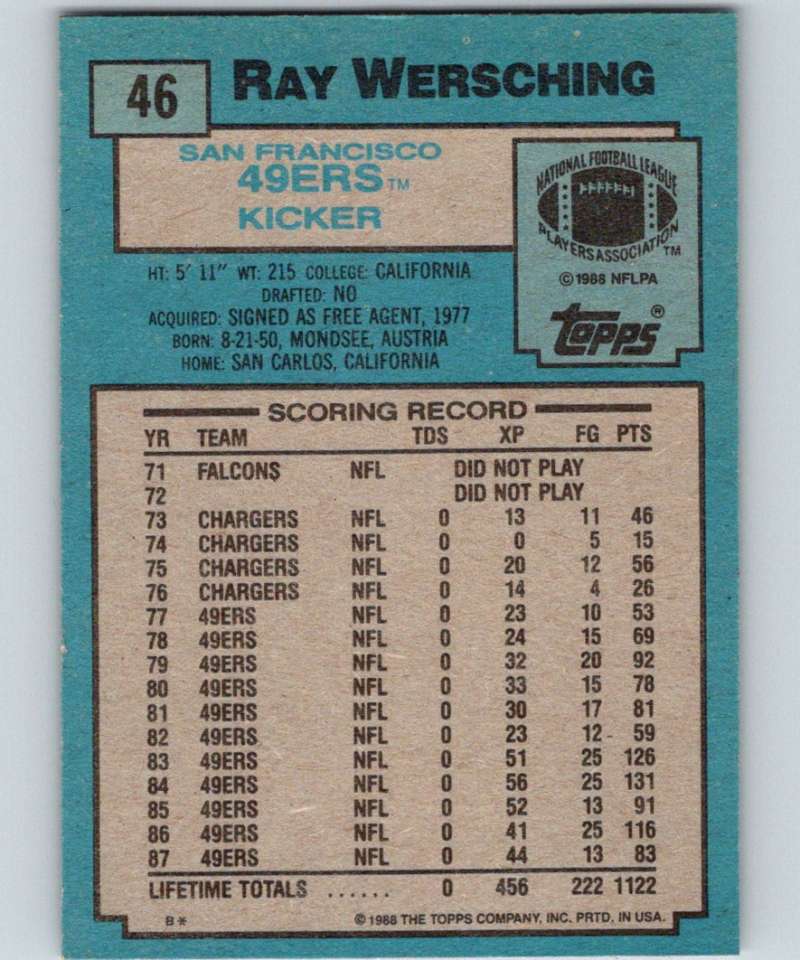 46 RAY WERSCHING
SAN FRANCISCO
49ERS™
KICKER
NATIONAL FOOTBALL LEAGUE
PLAYERS ASSOCIATION™
© 1988 NFLPA
topps®
HT: 5' 11" WT: 215 COLLEGE: CALIFORNIA
DRAFTED: NO
ACQUIRED: SIGNED AS FREE AGENT, 1977
BORN: 8-21-50, MONDSEE, AUSTRIA
HOME: SAN CARLOS, CALIFORNIA
SCORING RECORD
YR TEAM TDS XP FG PTS
71 FALCONS NFL DID NOT PLAY
72 DID NOT PLAY
73 CHARGERS NFL 0 13 11 46
74 CHARGERS NFL 0 0 5 15
75 CHARGERS NFL 0 20 12 56
76 CHARGERS NFL 0 14 4 26
77 49ERS NFL 0 23 10 53
78 49ERS NFL 0 24 15 69
79 49ERS NFL 0 32 20 92
80 49ERS NFL 0 33 15 78
81 49ERS NFL 0 30 17 81
82 49ERS NFL 0 23 12 59
83 49ERS NFL 0 51 25 126
84 49ERS NFL 0 56 25 131
85 49ERS NFL 0 52 13 91
86 49ERS NFL 0 41 25 116
87 49ERS NFL 0 44 13 83
LIFETIME TOTALS ...... 0 456 222 1122
B* © 1988 THE TOPPS COMPANY, INC. PRTD. IN USA.